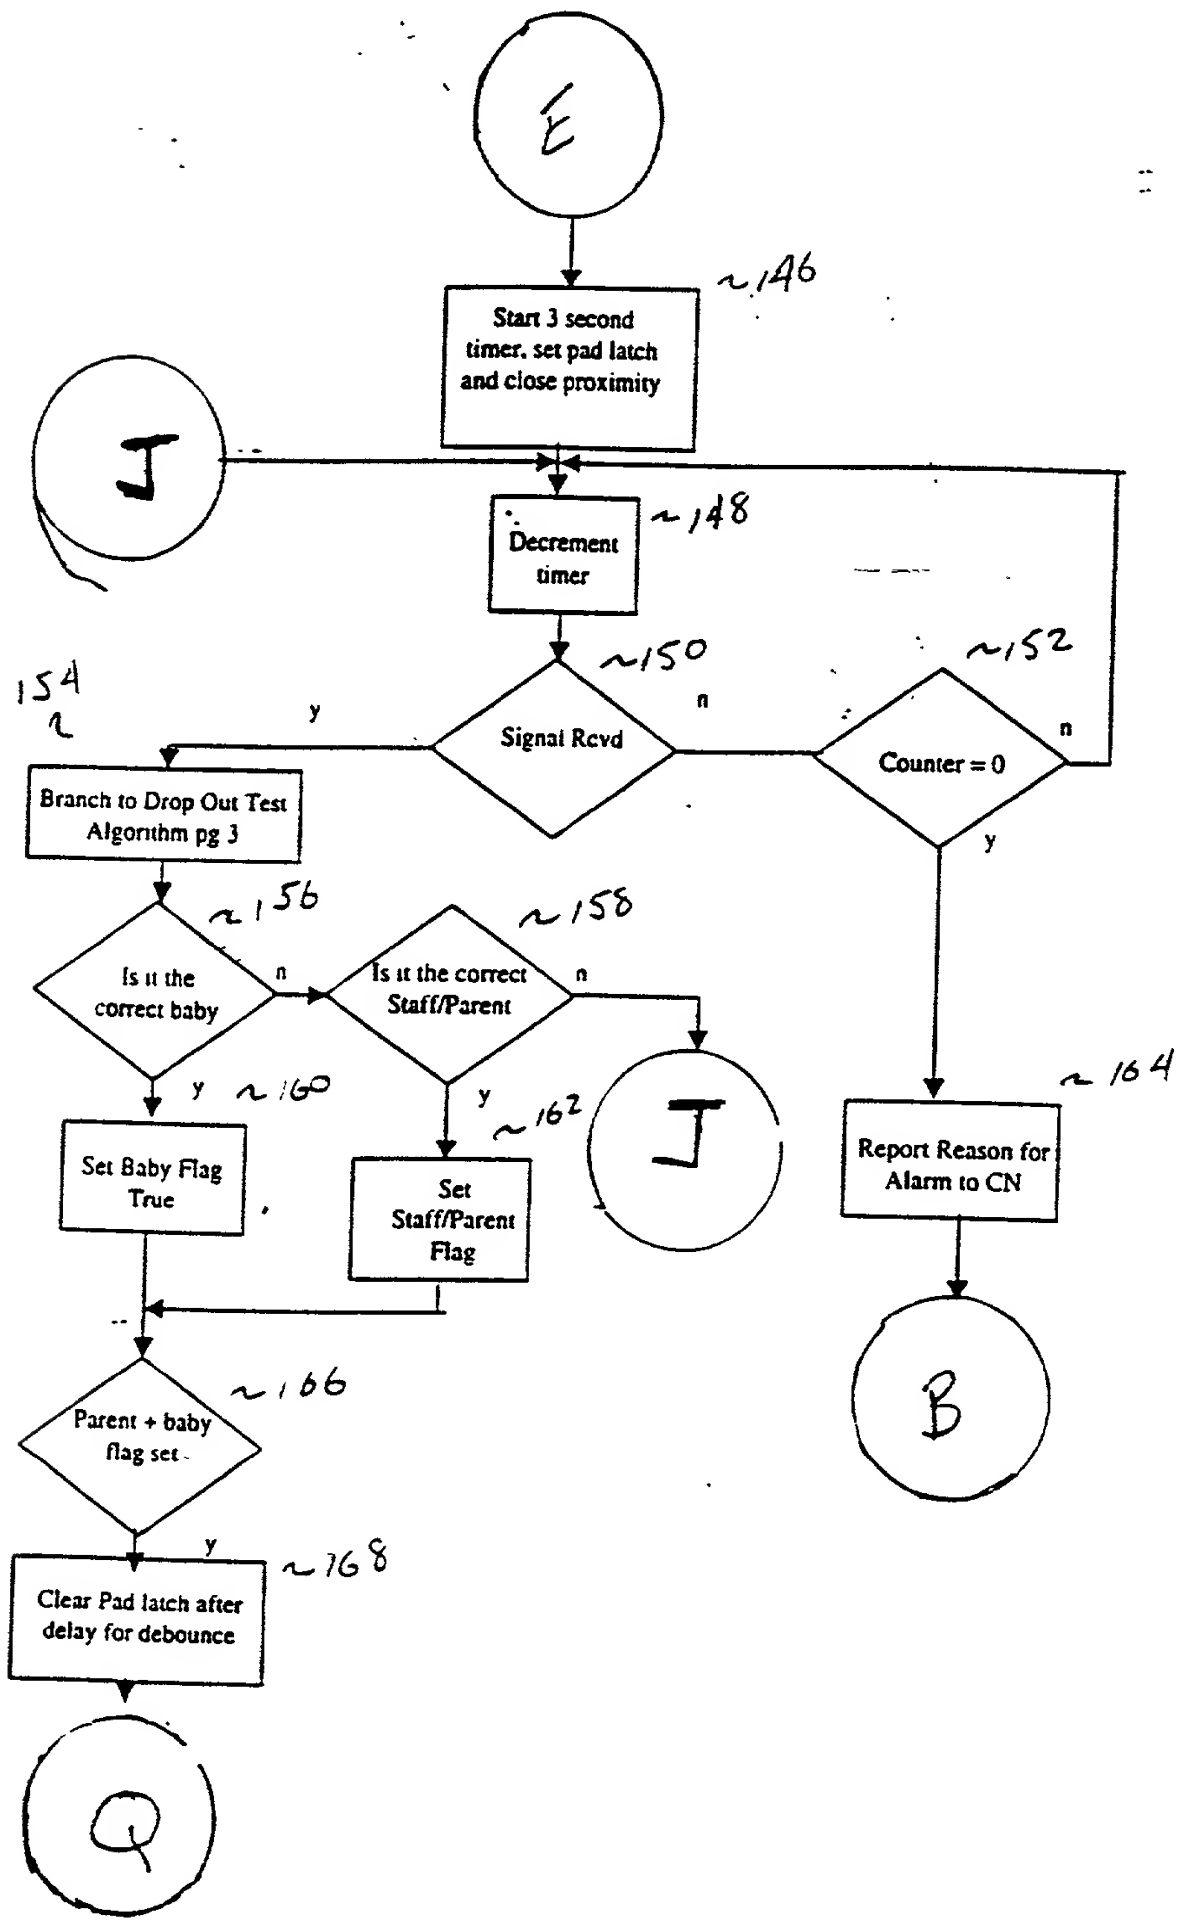 E
~146
Start 3 second
timer, set pad latch
and close proximity
J
~148
Decrement
timer
~150
Signal Rcvd
y
n
~152
Counter = 0
n
y
154
~
Branch to Drop Out Test
Algorithm pg 3
~156
Is it the
correct baby
n
y
~158
Is it the correct
Staff/Parent
n
y
~160
Set Baby Flag
True
~162
Set
Staff/Parent
Flag
J
~164
Report Reason for
Alarm to CN
B
~166
Parent + baby
flag set
y
~168
Clear Pad latch after
delay for debounce
Q